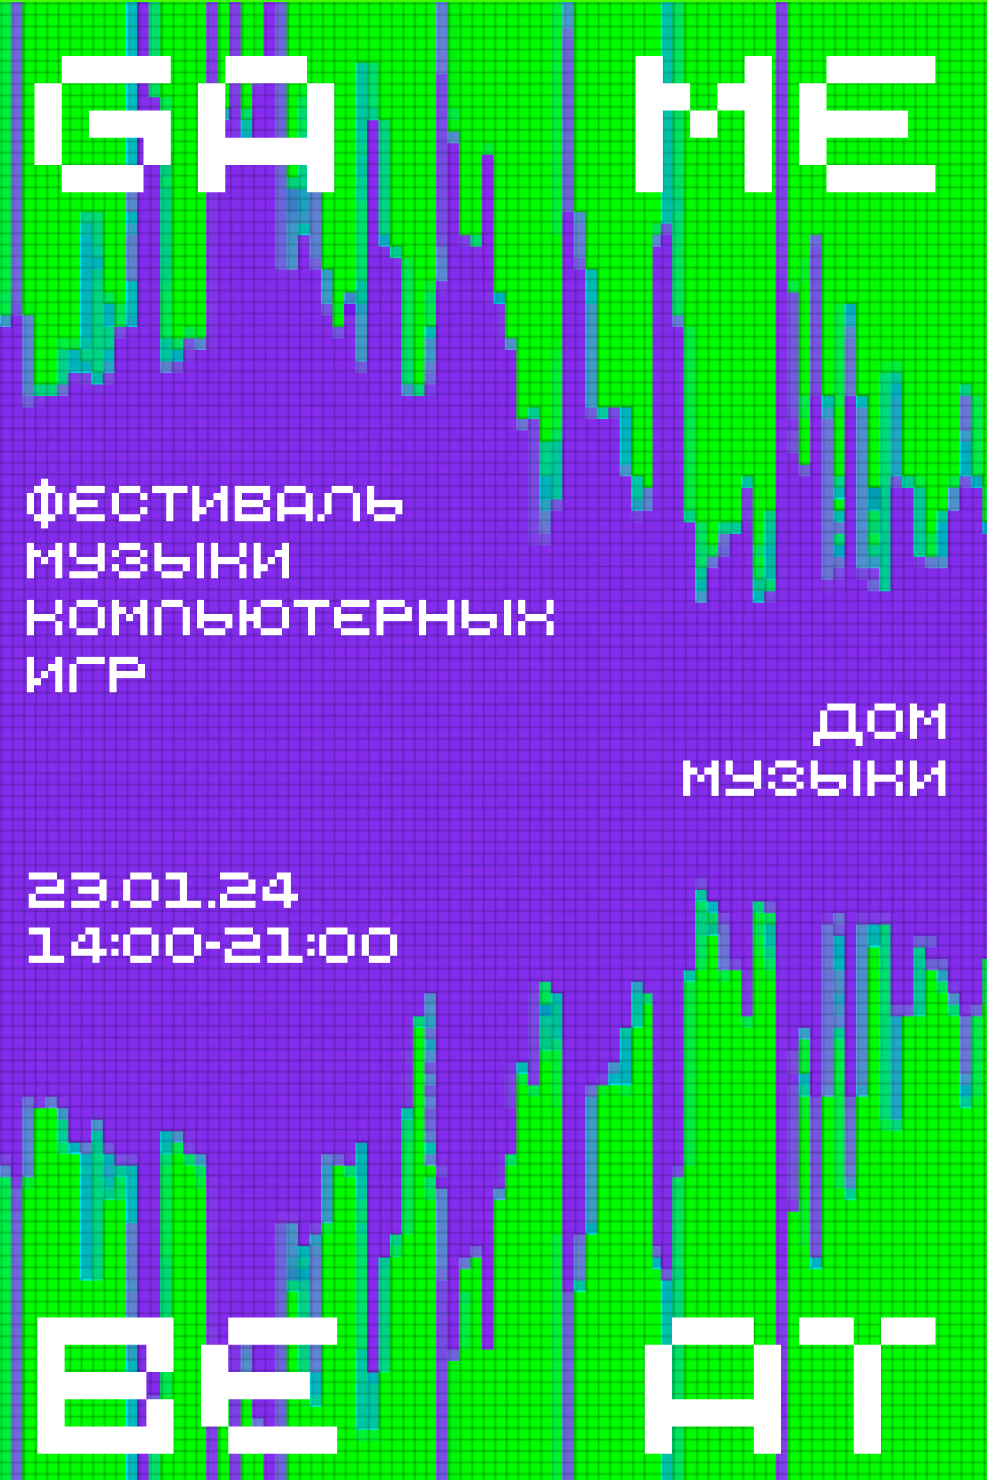 GA ME
ФЕСТИВАЛЬ
МУЗЫКИ
КОМПЬЮТЕРНЫХ
ИГР
ДОМ
МУЗЫКИ
23.01.24
14:00-21:00
BE AT